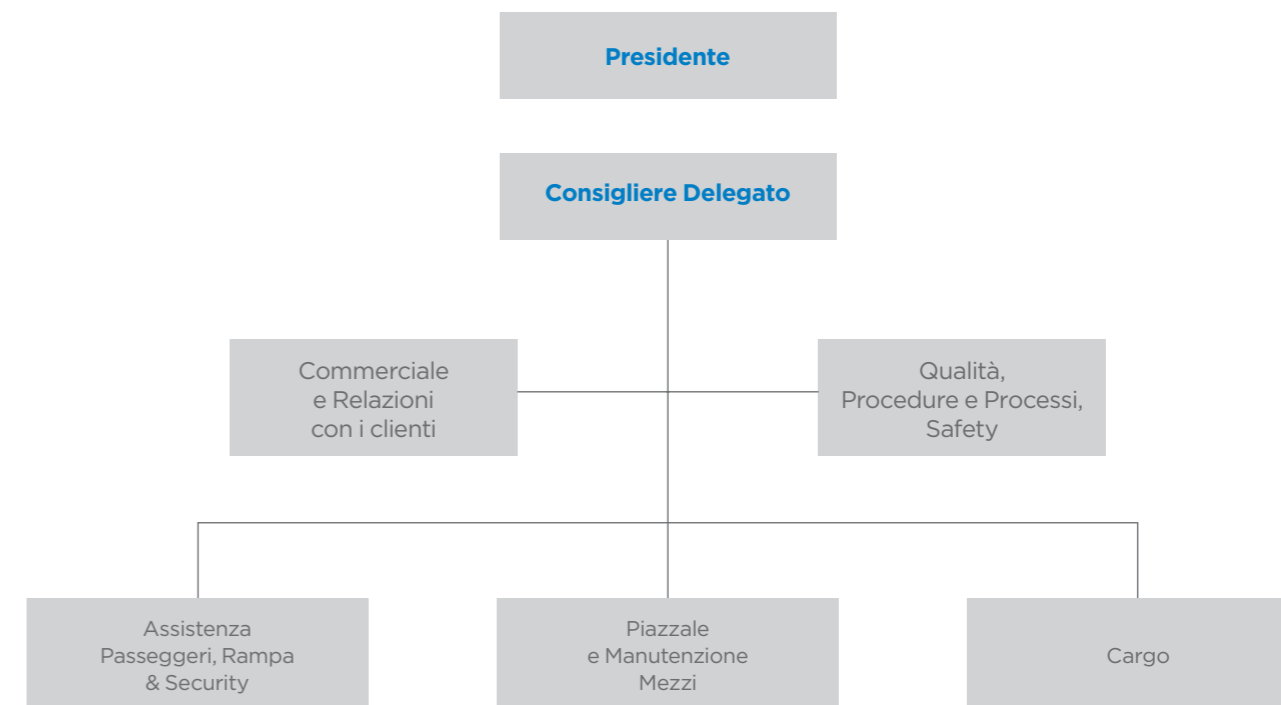 Presidente
Consigliere Delegato
Commerciale
e Relazioni
con i clienti
Qualità,
Procedure e Processi,
Safety
Assistenza
Passeggeri, Rampa
& Security
Piazzale
e Manutenzione
Mezzi
Cargo